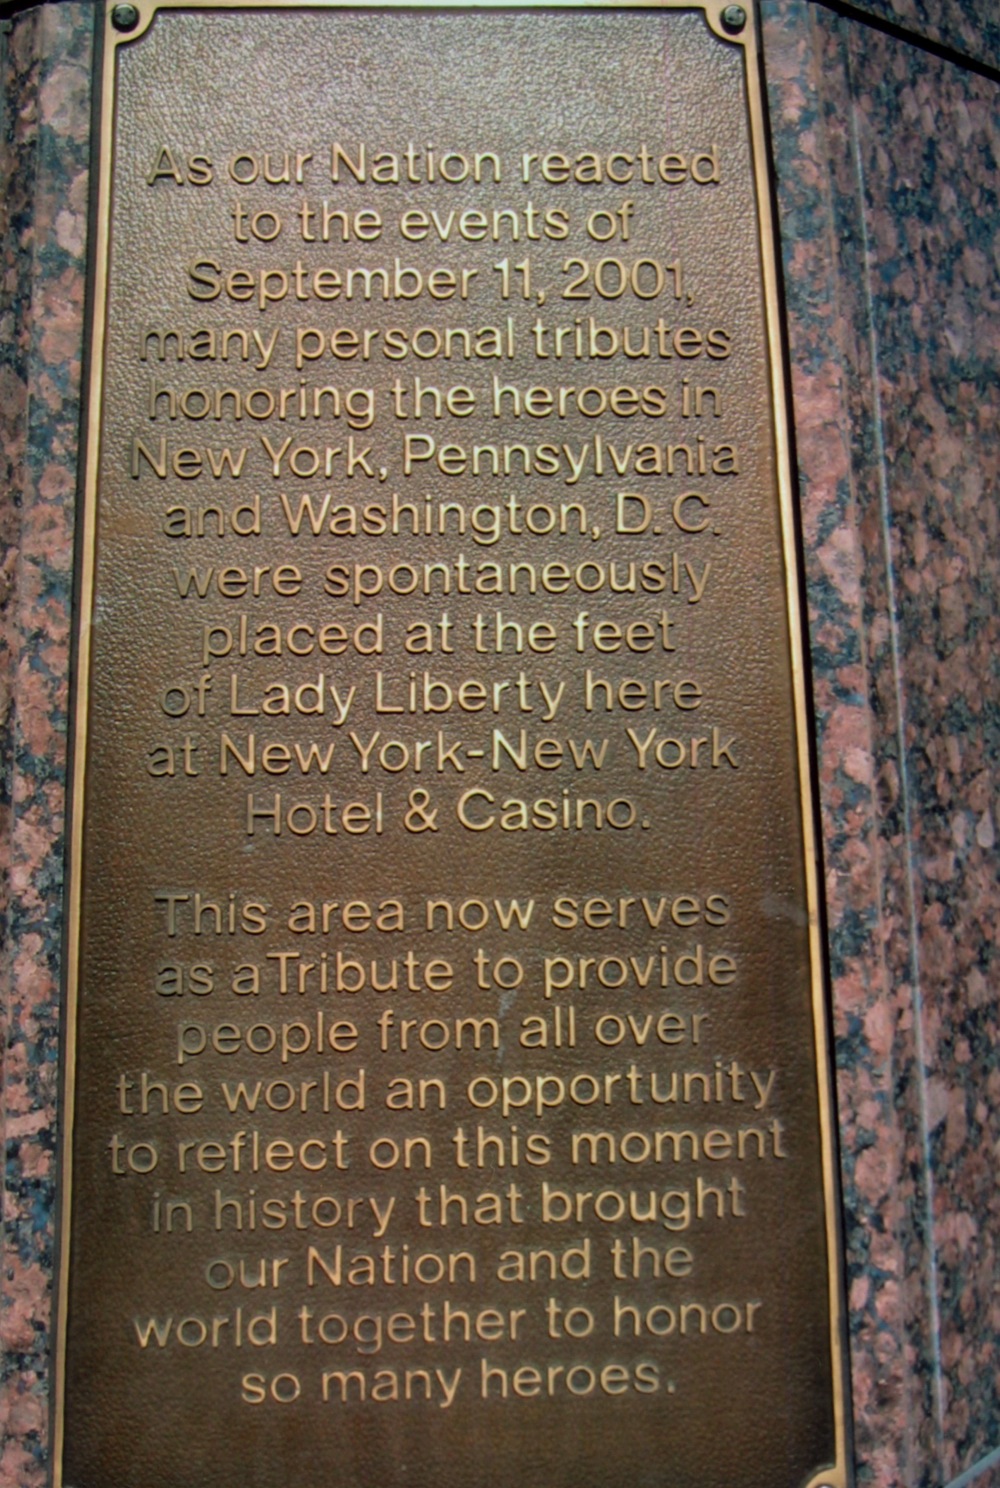 As our Nation reacted
to the events of
September 11, 2001,
many personal tributes
honoring the heroes in
New York, Pennsylvania
and Washington, D.C.
were spontaneously
placed at the feet
of Lady Liberty here
at New York-New York
Hotel & Casino.
This area now serves
as a Tribute to provide
people from all over
the world an opportunity
to reflect on this moment
in history that brought
our Nation and the
world together to honor
so many heroes.